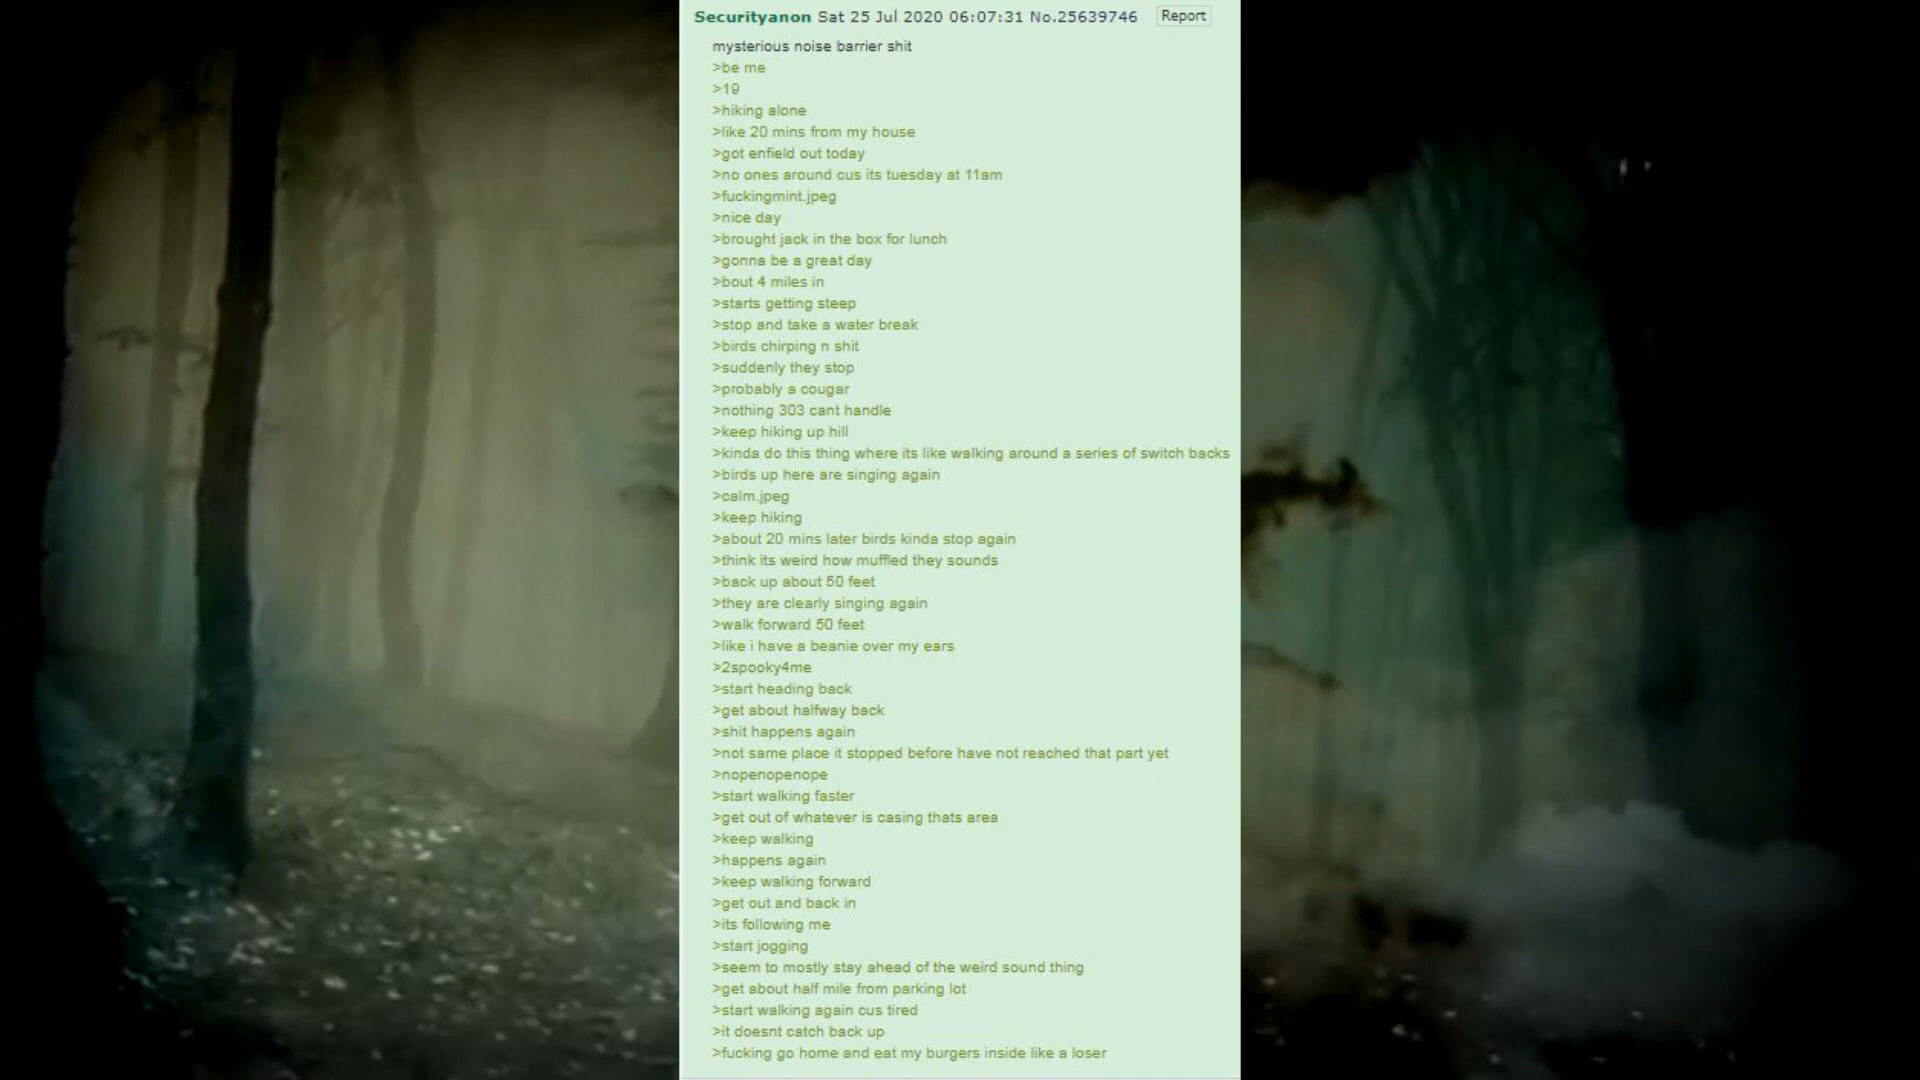 Securityanon Sat 25 Jul 2020 06:07:31 No.25639746 Report
mysterious noise barrier shit
>be me
>19
>hiking alone
>like 20 mins from my house
>got enfield out today
>no ones around cus its tuesday at 11am
>fuckingmint.jpeg
>nice day
>brought jack in the box for lunch
>gonna be a great day
>bout 4 miles in
>starts getting steep
>stop and take a water break
>birds chirping n shit
>suddenly they stop
>probably a cougar
>nothing 303 cant handle
>keep hiking up hill
>kinda do this thing where its like walking around a series of switch backs
>birds up here are singing again
>calm.jpeg
>keep hiking
>about 20 mins later birds kinda stop again
>think its weird how muffled they sounds
>back up about 50 feet
>they are clearly singing again
>walk forward 50 feet
>like i have a beanie over my ears
>2spooky4me
>start heading back
>get about halfway back
>shit happens again
>not same place it stopped before have not reached that part yet
>nopenopenope
>start walking faster
>get out of whatever is casing thats area
>keep walking
>happens again
>keep walking forward
>get out and back in
>its following me
>start jogging
>seem to mostly stay ahead of the weird sound thing
>get about half mile from parking lot
>start walking again cus tired
>it doesnt catch back up
>fucking go home and eat my burgers inside like a loser